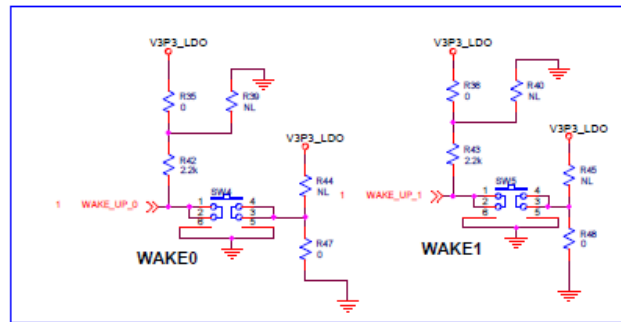 V3P3_LDO
R35
0
R39
NL
R42
2.2k
V3P3_LDO
R44
NL
1 WAKE_UP_0
SW4
1
2
6
4
3
5
R47
0
WAKE0
V3P3_LDO
R38
0
R40
NL
R43
2.2k
V3P3_LDO
R45
NL
1 WAKE_UP_1
SW5
1
2
6
4
3
5
R48
0
WAKE1